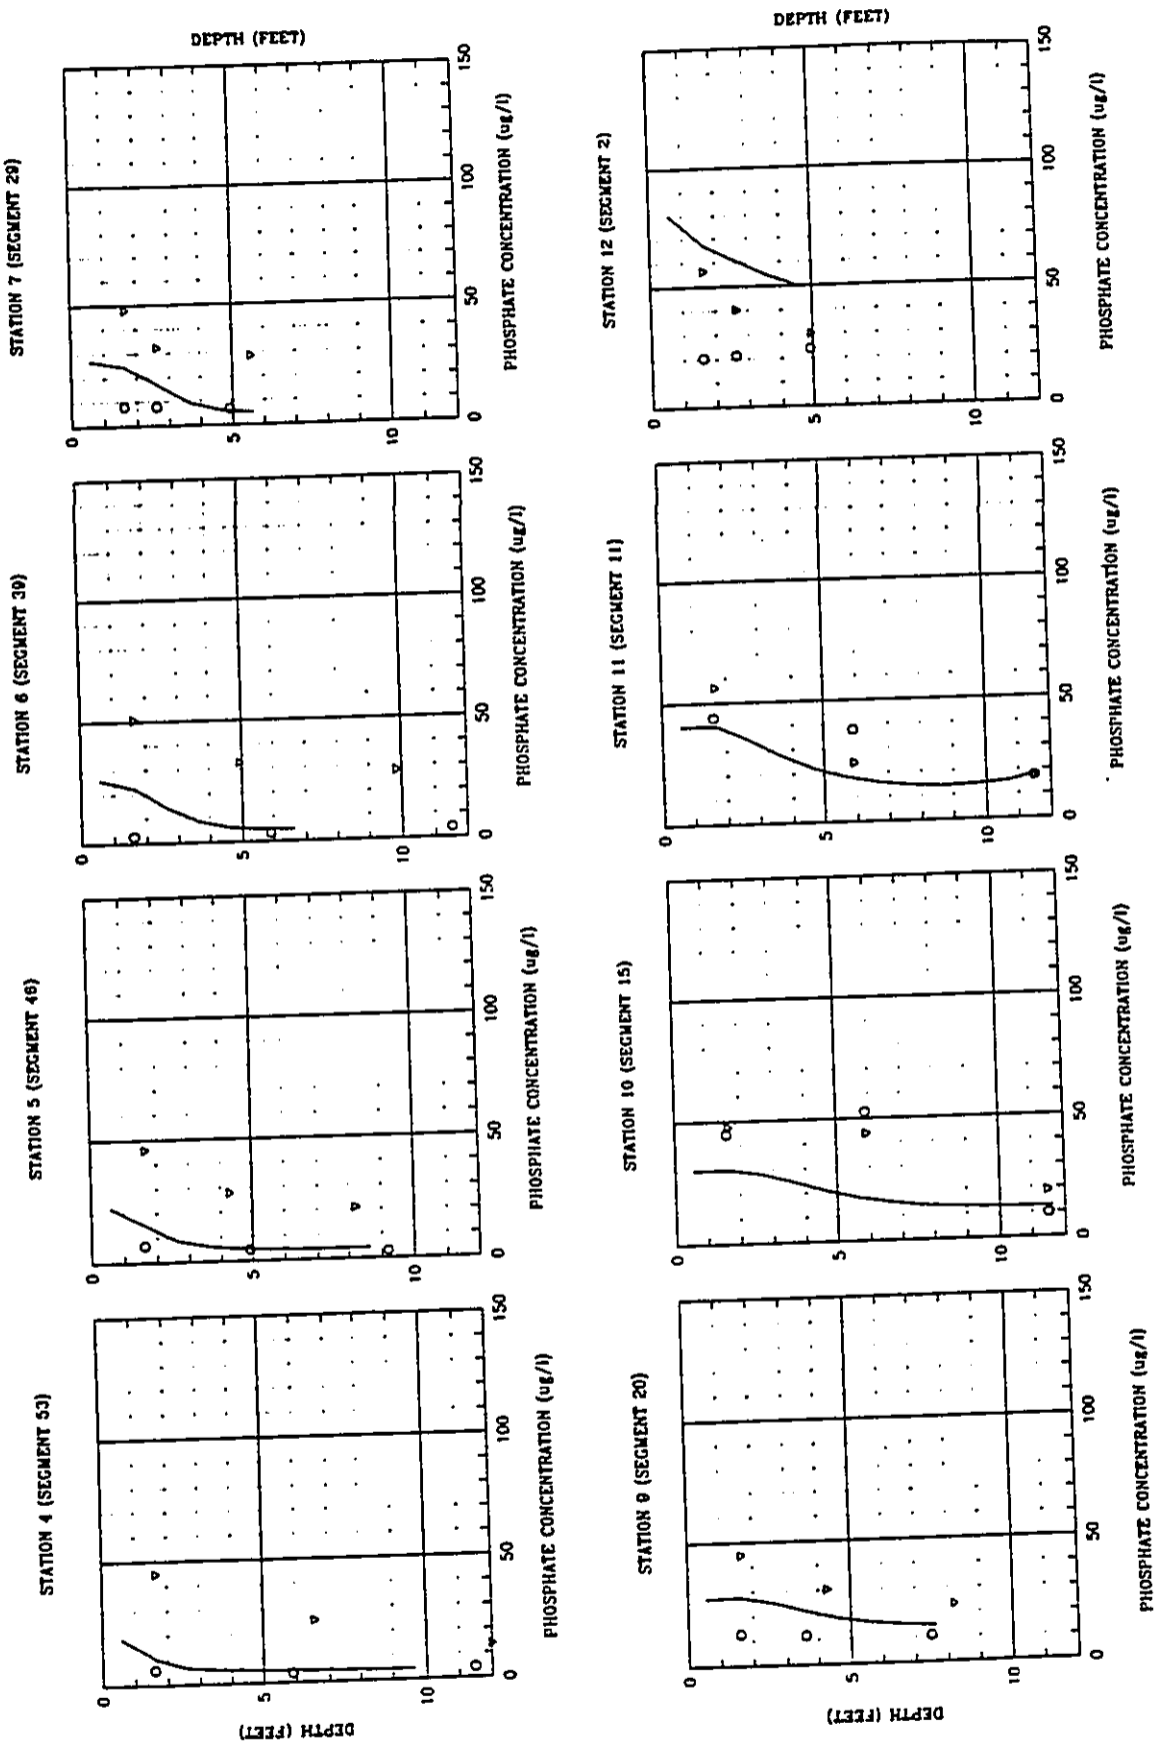 STATION 4 (SEGMENT 53)
DEPTH (FEET)
0
5
10
0
50
100
150
PHOSPHATE CONCENTRATION (ug/l)
STATION 5 (SEGMENT 46)
0
5
10
0
50
100
150
PHOSPHATE CONCENTRATION (ug/l)
STATION 6 (SEGMENT 39)
0
5
10
0
50
100
150
PHOSPHATE CONCENTRATION (ug/l)
STATION 7 (SEGMENT 29)
0
5
10
0
50
100
150
PHOSPHATE CONCENTRATION (ug/l)
DEPTH (FEET)
STATION 9 (SEGMENT 20)
DEPTH (FEET)
0
5
10
0
50
100
150
PHOSPHATE CONCENTRATION (ug/l)
STATION 10 (SEGMENT 15)
0
5
10
0
50
100
150
PHOSPHATE CONCENTRATION (ug/l)
STATION 11 (SEGMENT 11)
0
5
10
0
50
100
150
PHOSPHATE CONCENTRATION (ug/l)
STATION 12 (SEGMENT 2)
0
5
10
0
50
100
150
PHOSPHATE CONCENTRATION (ug/l)
DEPTH (FEET)